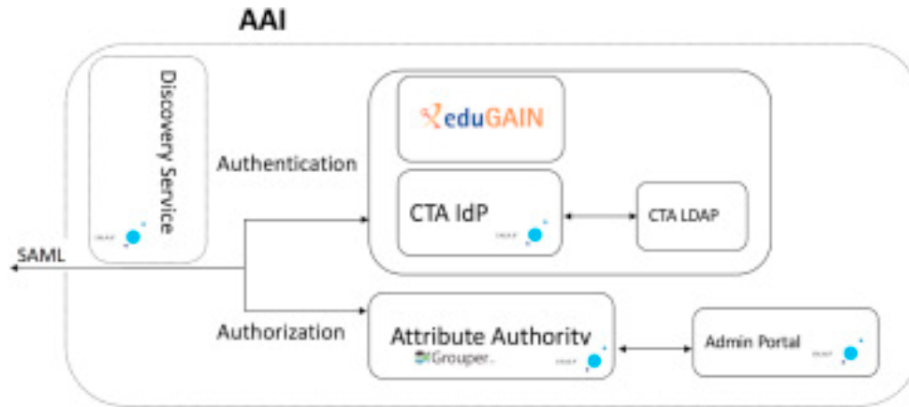 AAI
Discovery Service
eduGAIN
Authentication
CTA IdP
CTA LDAP
SAML
Authorization
Attribute Authority
Grouper
Admin Portal